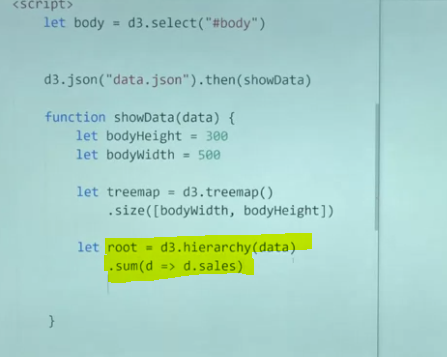 <script>
let body = d3.select("#body")
d3.json("data.json").then(showData)
function showData(data) {
let bodyHeight = 300
let bodyWidth = 500
let treemap = d3.treemap()
.size([bodyWidth, bodyHeight])
let root = d3.hierarchy(data)
.sum(d => d.sales)
}